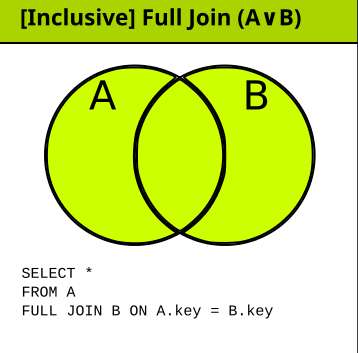 [Inclusive] Full Join (A∨B)
A B
SELECT *
FROM A
FULL JOIN B ON A.key = B.key